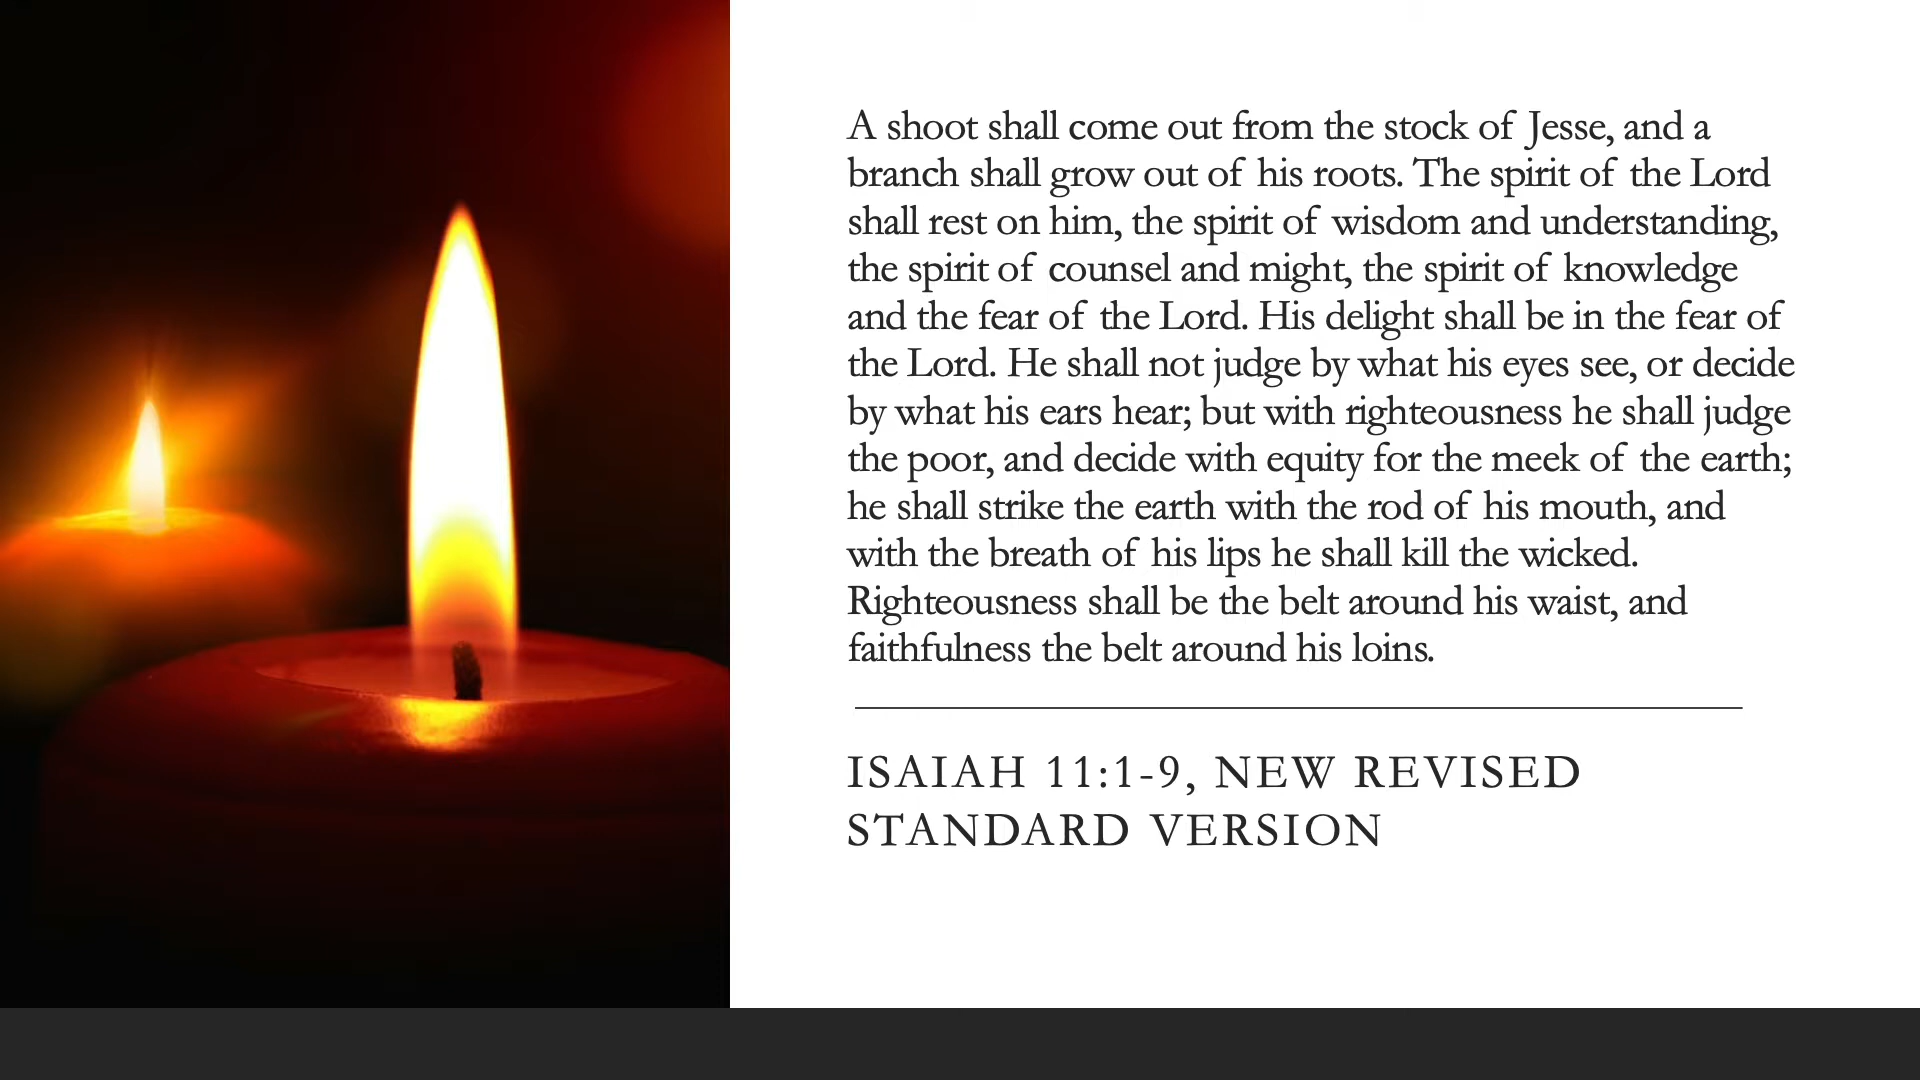 A shoot shall come out from the stock of Jesse, and a
branch shall grow out of his roots. The spirit of the Lord
shall rest on him, the spirit of wisdom and understanding,
the spirit of counsel and might, the spirit of knowledge
and the fear of the Lord. His delight shall be in the fear of
the Lord. He shall not judge by what his eyes see, or decide
by what his ears hear; but with righteousness he shall judge
the poor, and decide with equity for the meek of the earth;
he shall strike the earth with the rod of his mouth, and
with the breath of his lips he shall kill the wicked.
Righteousness shall be the belt around his waist, and
faithfulness the belt around his loins.
ISAIAH 11:1-9, NEW REVISED
STANDARD VERSION